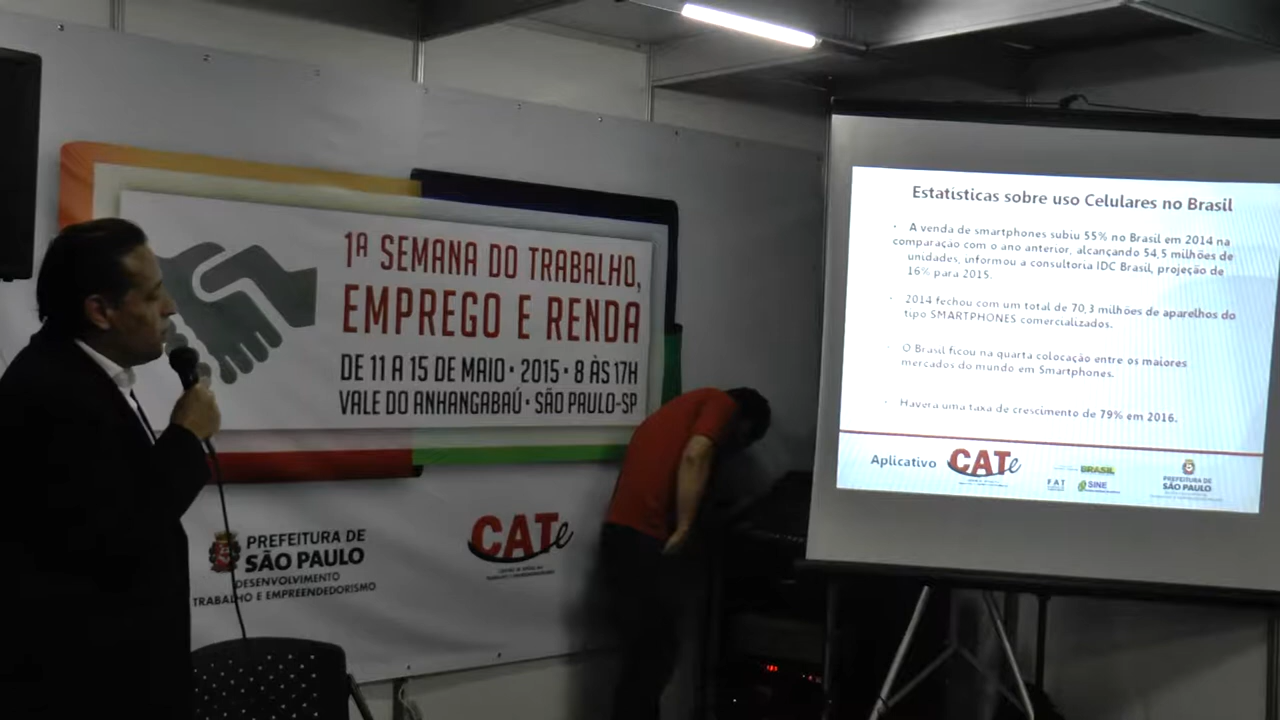 1ª SEMANA DO TRABALHO,
EMPREGO E RENDA
DE 11 A 15 DE MAIO • 2015 • 8 ÀS 17H
VALE DO ANHANGABAÚ • SÃO PAULO-SP
PREFEITURA DE
SÃO PAULO
DESENVOLVIMENTO
TRABALHO E EMPREENDEDORISMO
CATe
Estatisticas sobre uso Celulares no Brasil
• A venda de smartphones subiu 55% no Brasil em 2014 na
comparação com o ano anterior, alcançando 54,5 milhões de
unidades, informou a consultoria IDC Brasil, projeção de
16% para 2015.
• 2014 fechou com um total de 70,3 milhões de aparelhos do
tipo SMARTPHONES comercializados.
• O Brasil ficou na quarta colocação entre os maiores
mercados do mundo em Smartphones.
• Havera uma taxa de crescimento de 79% em 2016.
Aplicativo CATe
BRASIL
FAT SINE
PREFEITURA DE
SÃO PAULO